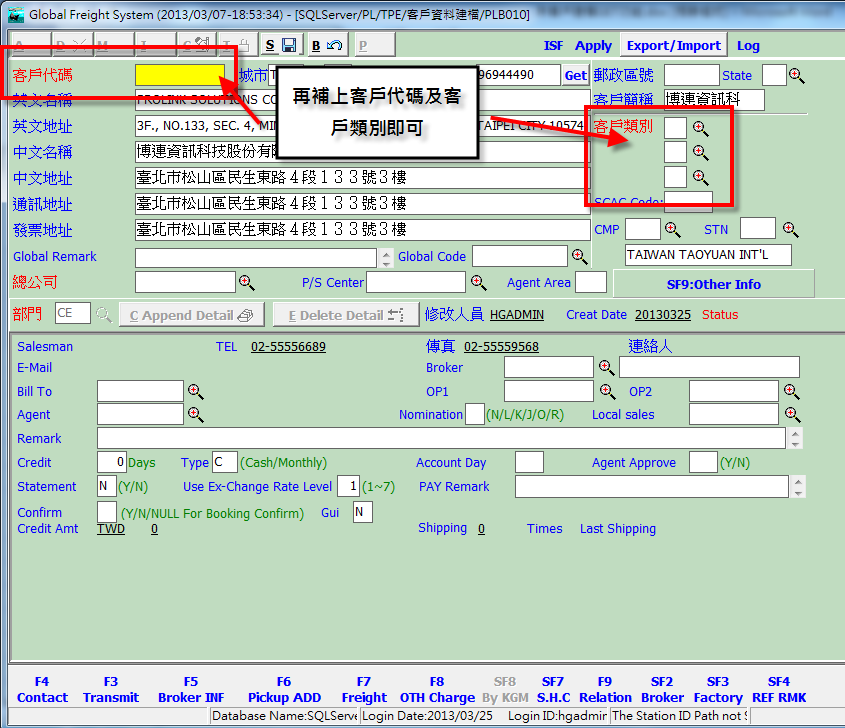 Global Freight System (2013/03/07-18:53:34) - [SQLServer/PL/TPE/客戶資料建檔/PLB010]
S B P ISF Apply Export/Import Log
客戶代碼 城市 96944490 Get 郵政區號 State
英文名稱 PROLINK SOLUTIONS CO 客戶簡稱 博連資訊科
再補上客戶代碼及客
戶類別即可
英文地址 3F., NO.133, SEC. 4, MI TAIPEI CITY 10574 客戶類別
中文名稱 博連資訊科技股份有
中文地址 臺北市松山區民生東路４段１３３號３樓
通訊地址 臺北市松山區民生東路４段１３３號３樓 SCAC Code:
發票地址 臺北市松山區民生東路４段１３３號３樓 CMP STN
Global Remark Global Code TAIWAN TAOYUAN INT'L
總公司 P/S Center Agent Area SF9:Other Info
部門 CE C Append Detail E Delete Detail 修改人員 HGADMIN Creat Date 20130325 Status
Salesman TEL 02-55556689 傳真 02-55559568 連絡人
E-Mail Broker
Bill To OP1 OP2
Agent Nomination (N/L/K/J/O/R) Local sales
Remark
Credit 0 Days Type C (Cash/Monthly) Account Day Agent Approve (Y/N)
Statement N (Y/N) Use Ex-Change Rate Level 1 (1~7) PAY Remark
Confirm (Y/N/NULL For Booking Confirm) Gui N
Credit Amt TWD 0 Shipping 0 Times Last Shipping
F4 F3 F5 F6 F7 F8 SF8 SF7 F9 SF2 SF3 SF4
Contact Transmit Broker INF Pickup ADD Freight OTH Charge By KGM S.H.C Relation Broker Factory REF RMK
Database Name:SQLServe Login Date:2013/03/25 Login ID:hgadmir The Station ID Path not